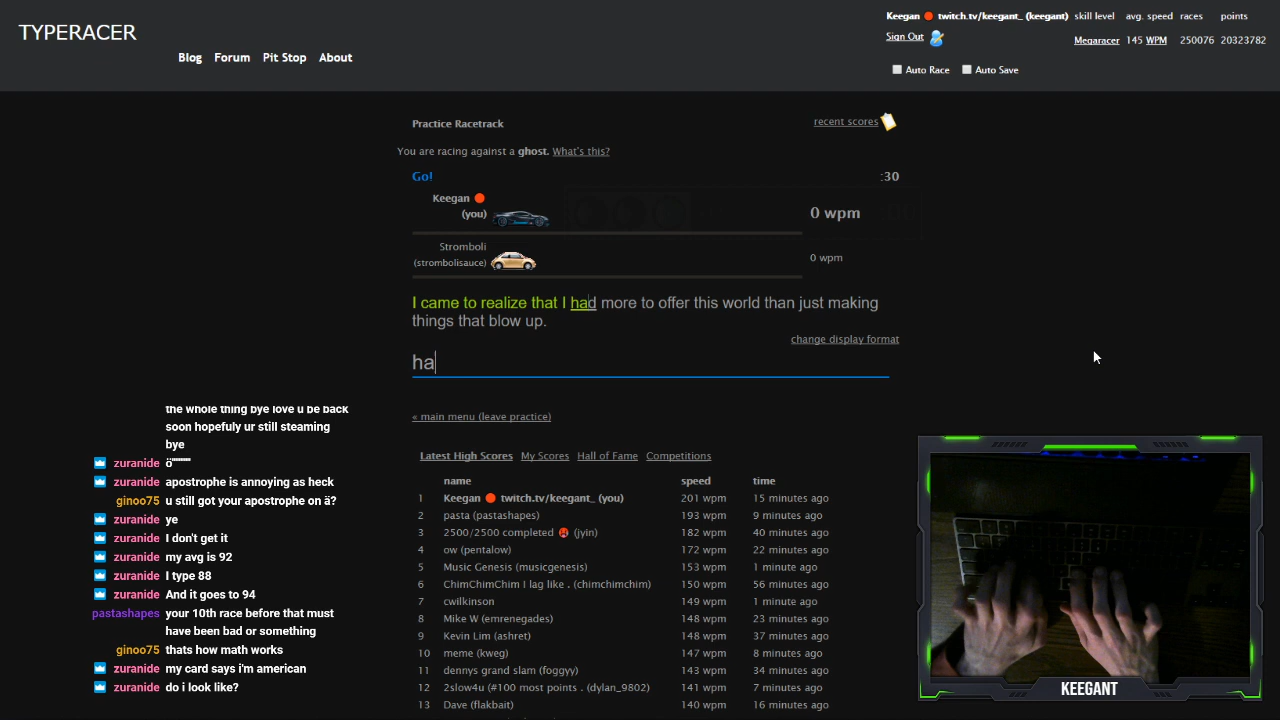 TYPERACER
Blog Forum Pit Stop About
Keegan twitch.tv/keegant_ (keegant) skill level avg. speed races points
Sign Out Megaracer 145 WPM 250076 20323782
Auto Race Auto Save
Practice Racetrack recent scores
You are racing against a ghost. What's this?
Go! :30
Keegan
(you) 0 wpm
Stromboli
(strombolisauce) 0 wpm
I came to realize that I had more to offer this world than just making
things that blow up.
change display format
ha
« main menu (leave practice)
Latest High Scores My Scores Hall of Fame Competitions
name speed time
1 Keegan twitch.tv/keegant_ (you) 201 wpm 15 minutes ago
2 pasta (pastashapes) 193 wpm 9 minutes ago
3 2500/2500 completed (jyin) 182 wpm 40 minutes ago
4 ow (pentalow) 172 wpm 22 minutes ago
5 Music Genesis (musicgenesis) 153 wpm 1 minute ago
6 ChimChimChim I lag like . (chimchimchim) 150 wpm 56 minutes ago
7 cwilkinson 149 wpm 1 minute ago
8 Mike W (emrenegades) 148 wpm 23 minutes ago
9 Kevin Lim (ashret) 148 wpm 37 minutes ago
10 meme (kweg) 147 wpm 8 minutes ago
11 dennys grand slam (foggyy) 143 wpm 34 minutes ago
12 2slow4u (#100 most points . (dylan_9802) 141 wpm 7 minutes ago
13 Dave (flakbait) 140 wpm 16 minutes ago
the whole thing bye love u be back
soon hopefuly ur still steaming
bye
zuranide ö''''''''
zuranide apostrophe is annoying as heck
ginoo75 u still got your apostrophe on ä?
zuranide ye
zuranide I don't get it
zuranide my avg is 92
zuranide I type 88
zuranide And it goes to 94
pastashapes your 10th race before that must
have been bad or something
ginoo75 thats how math works
zuranide my card says i'm american
zuranide do i look like?
KEEGANT